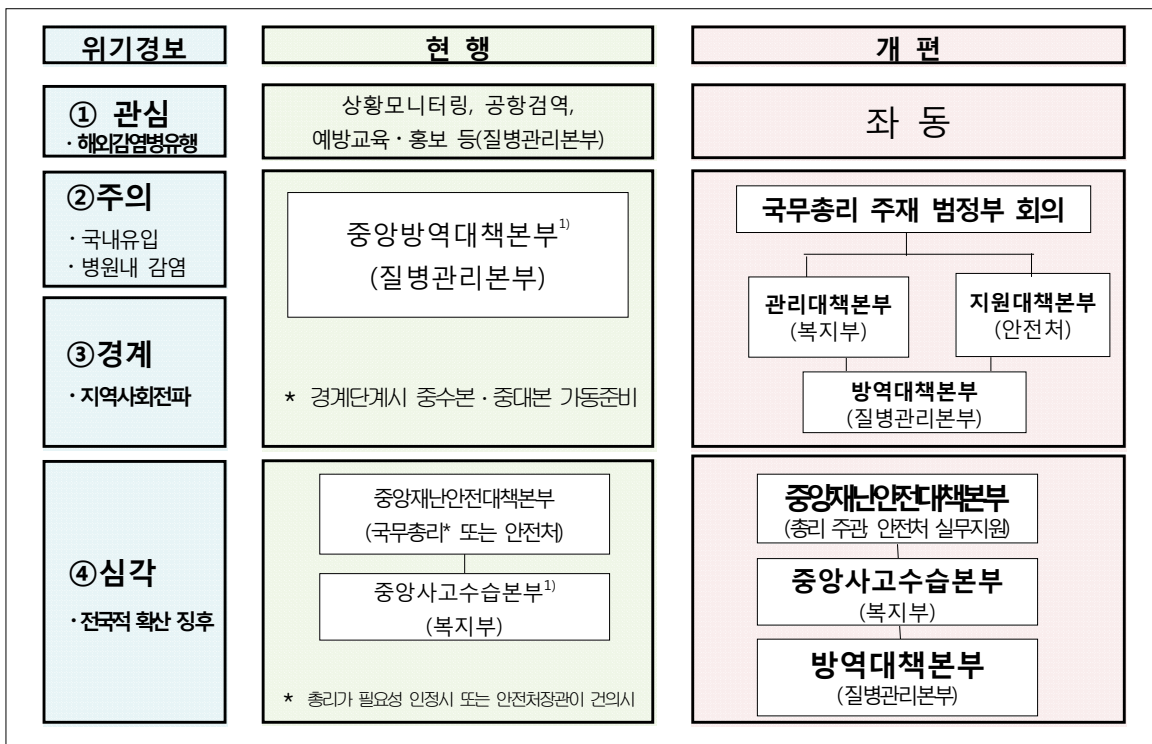 위기경보
현 행
개 편
① 관심
· 해외감염병유행
상황모니터링, 공항검역,
예방교육 · 홍보 등(질병관리본부)
좌 동
②주의
· 국내유입
· 병원내 감염
③경계
· 지역사회전파
중앙방역대책본부1)
(질병관리본부)
* 경계단계시 중수본 · 중대본 가동준비
국무총리 주재 범정부 회의
관리대책본부
(복지부)
지원대책본부
(안전처)
방역대책본부
(질병관리본부)
④심각
· 전국적 확산 징후
중앙재난안전대책본부
(국무총리* 또는 안전처)
중앙사고수습본부1)
(복지부)
* 총리가 필요성 인정시 또는 안전처장관이 건의시
중앙재난안전대책본부
(총리 주관, 안전처 실무지원)
중앙사고수습본부
(복지부)
방역대책본부
(질병관리본부)